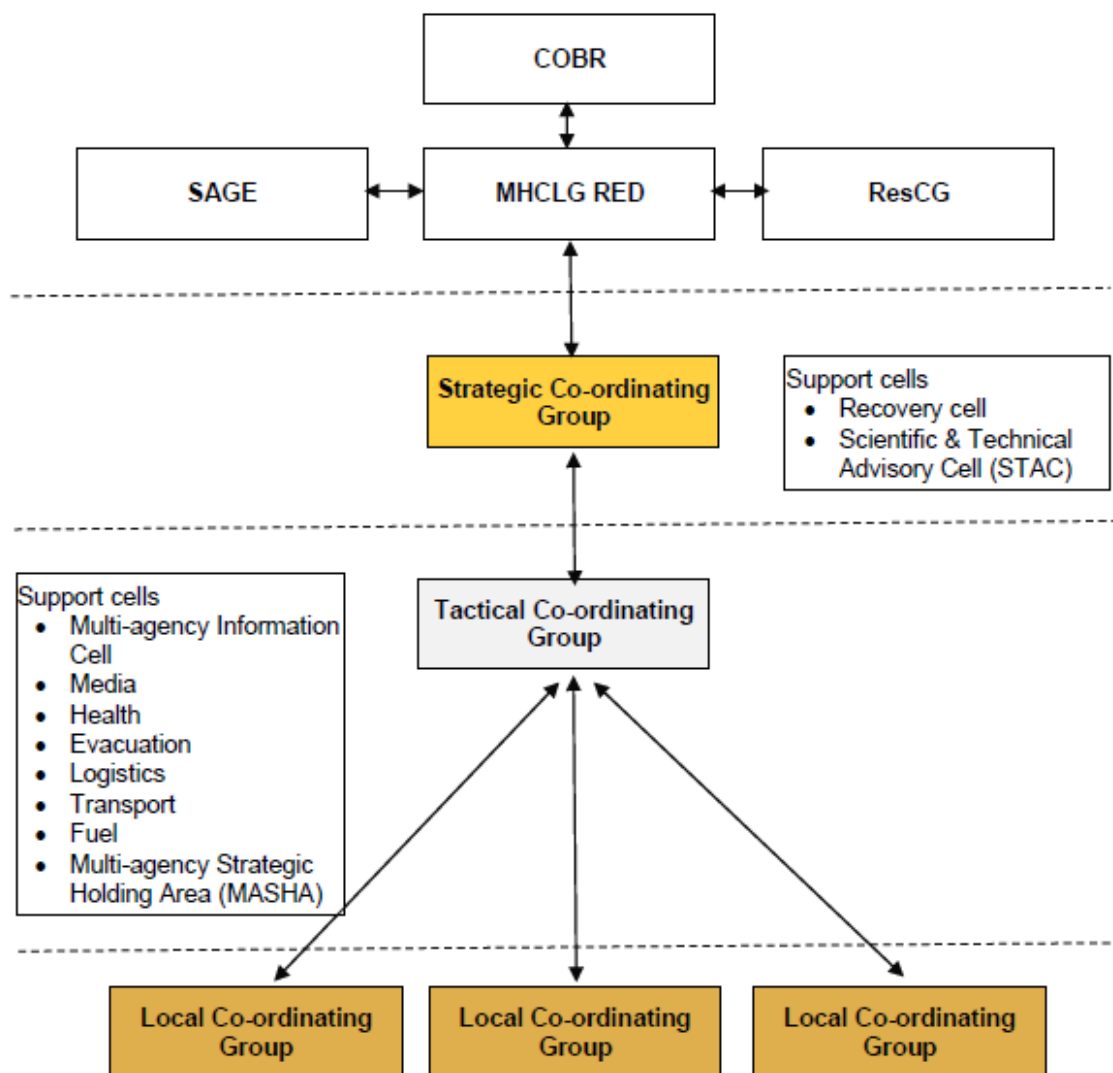 COBR
SAGE
MHCLG RED
ResCG
Strategic Co-ordinating
Group
Support cells
• Recovery cell
• Scientific & Technical
Advisory Cell (STAC)
Support cells
• Multi-agency Information
Cell
• Media
• Health
• Evacuation
• Logistics
• Transport
• Fuel
• Multi-agency Strategic
Holding Area (MASHA)
Tactical Co-ordinating
Group
Local Co-ordinating
Group
Local Co-ordinating
Group
Local Co-ordinating
Group